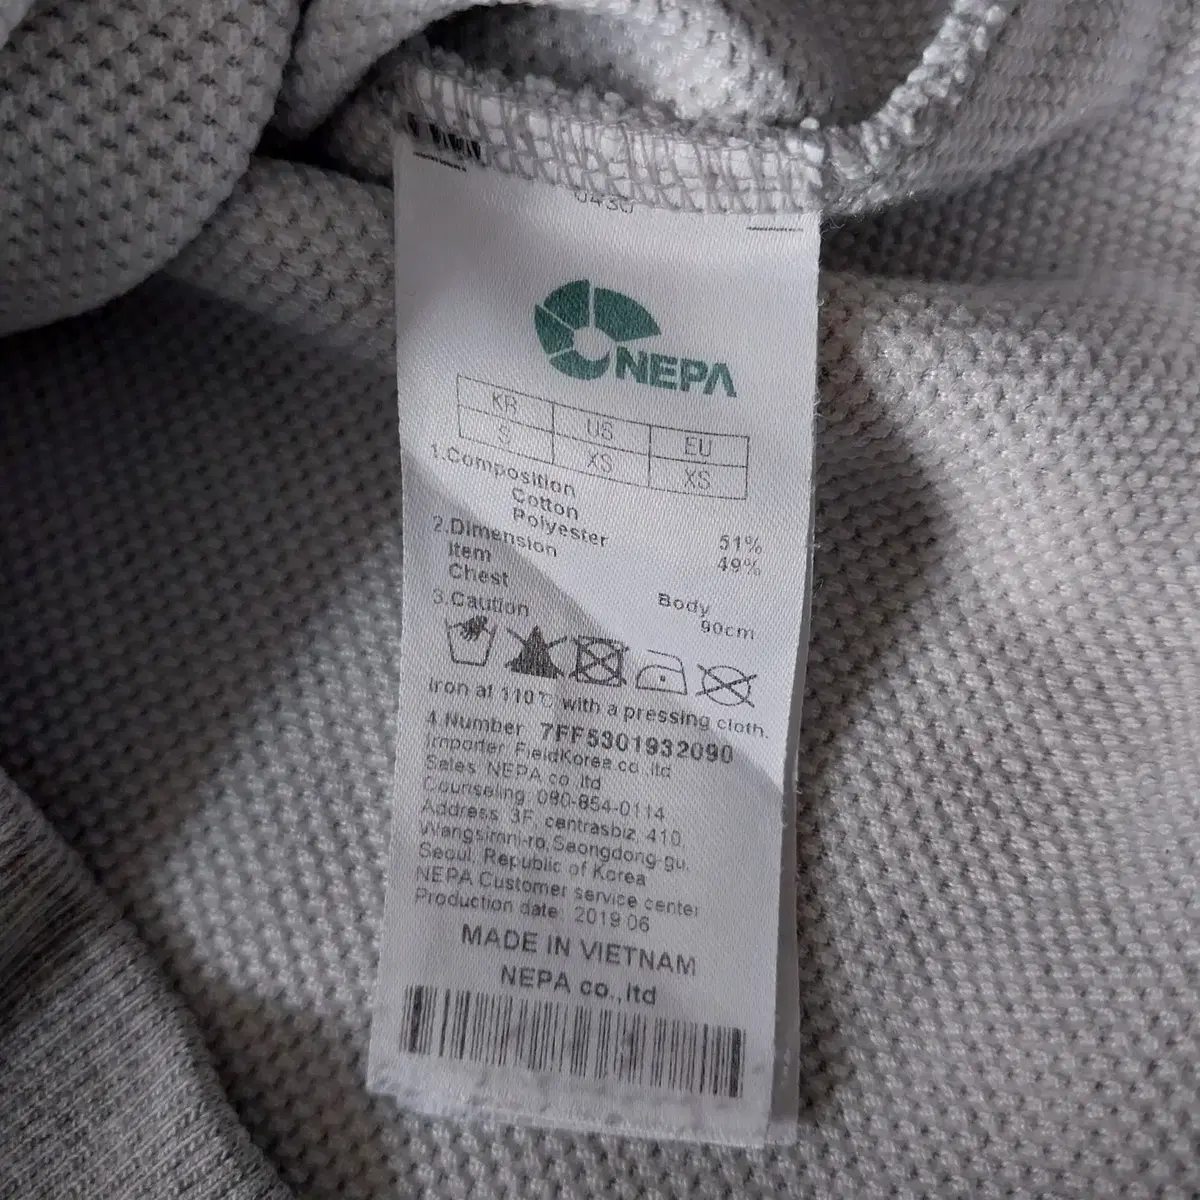 0430
NEPA
KR US EU
S XS XS
1.Composition
Cotton 51%
Polyester 49%
2.Dimension
Item Body
Chest 90cm
3.Caution
Iron at 110℃ with a pressing cloth.
4.Number 7FF5301932090
Importer FieldKorea.co.,ltd
Sales NEPA co.,ltd
Counseling: 080-854-0114
Address: 3F, centrasbiz, 410,
Wangsimni-ro,Seongdong-gu,
Seoul, Republic of Korea
NEPA Customer service center
Production date: 2019.06
MADE IN VIETNAM
NEPA co.,ltd